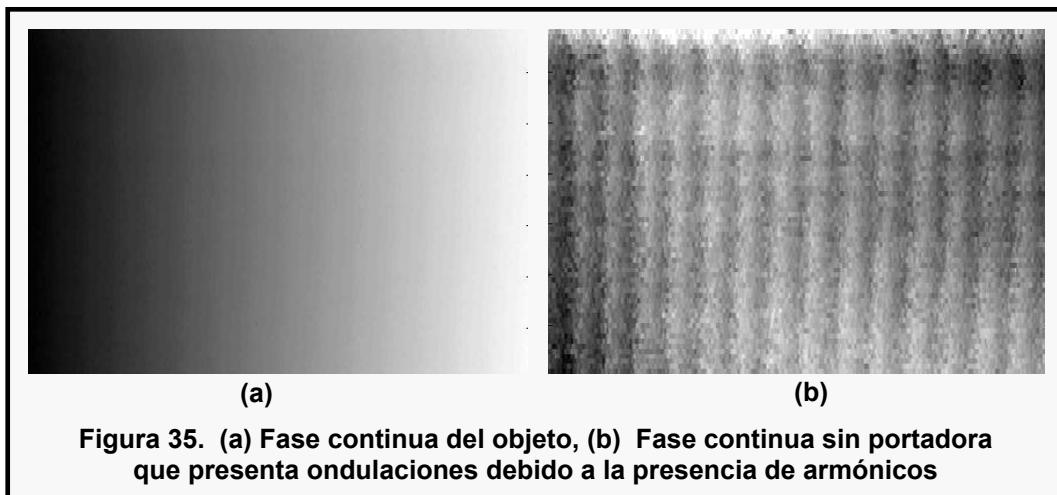 (a)
(b)
Figura 35. (a) Fase continua del objeto, (b) Fase continua sin portadora
que presenta ondulaciones debido a la presencia de armónicos